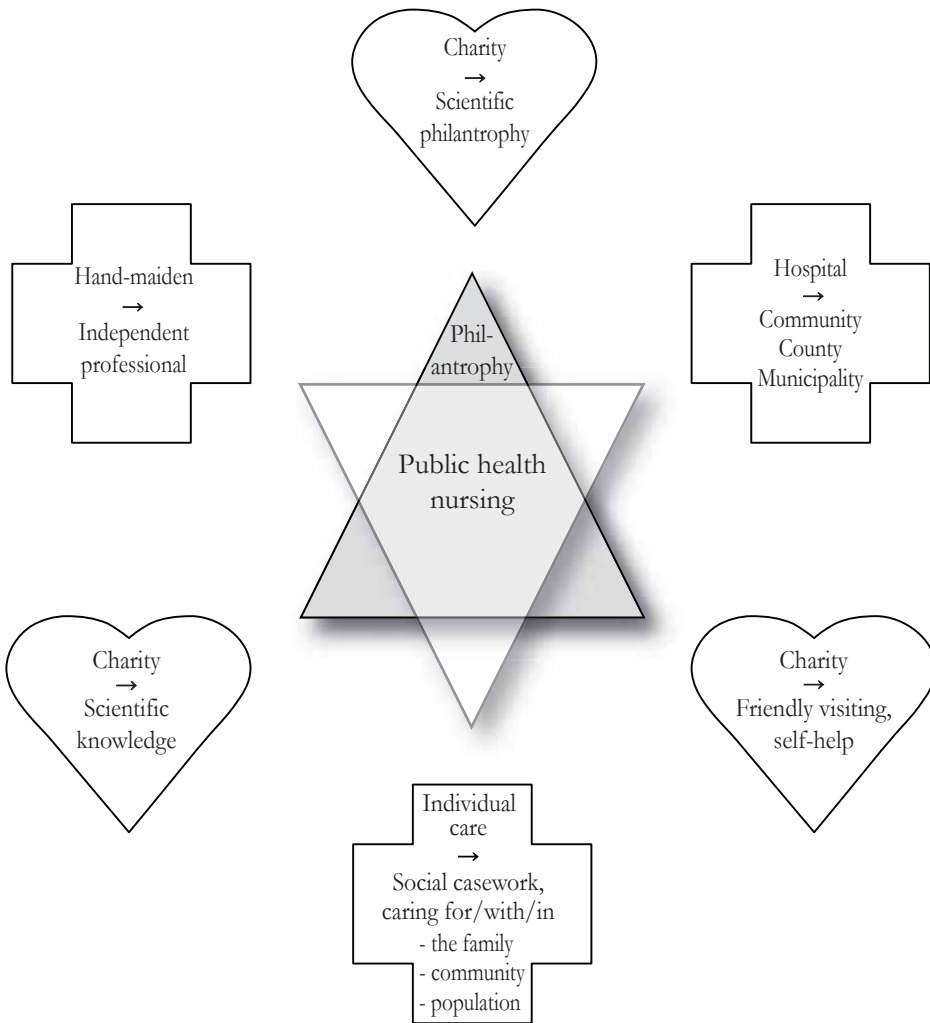 Charity
→
Scientific
philantrophy
Hand-maiden
→
Independent
professional
Hospital
→
Community
County
Municipality
Phil-
antrophy
Public health
nursing
Charity
→
Scientific
knowledge
Charity
→
Friendly visiting,
self-help
Individual
care
→
Social casework,
caring for/with/in
- the family
- community
- population